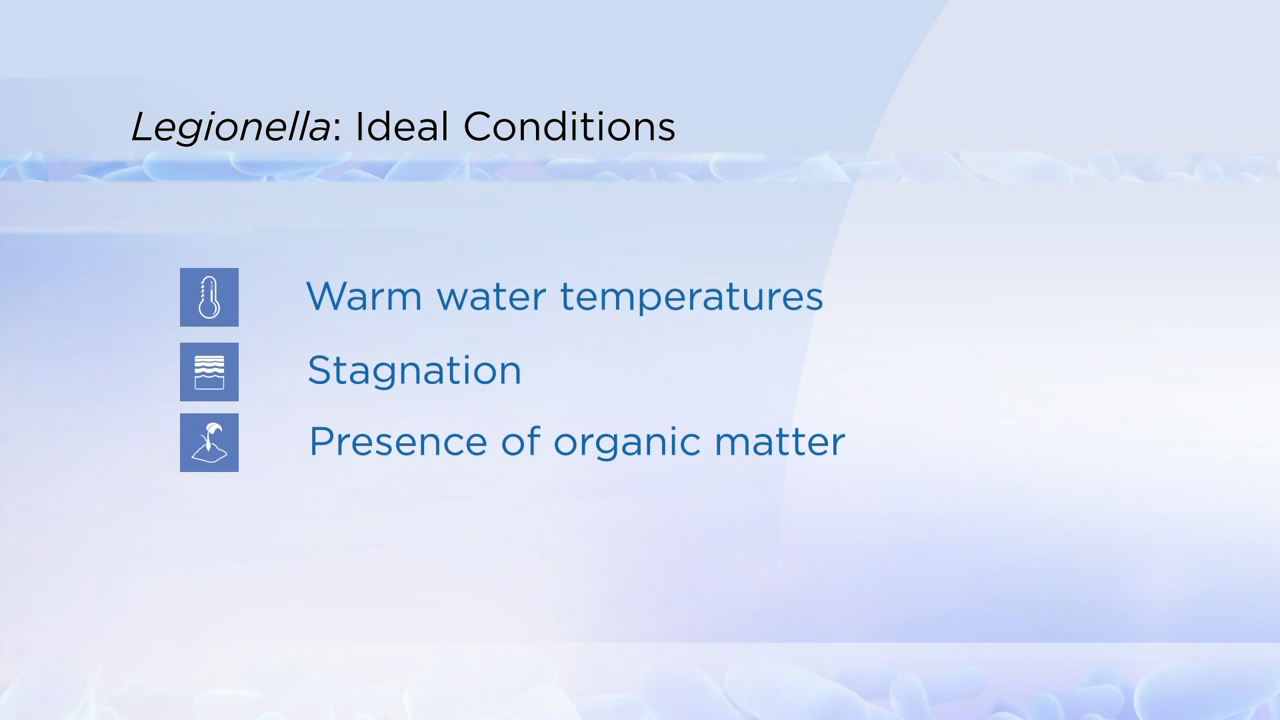 Legionella: Ideal Conditions
Warm water temperatures
Stagnation
Presence of organic matter